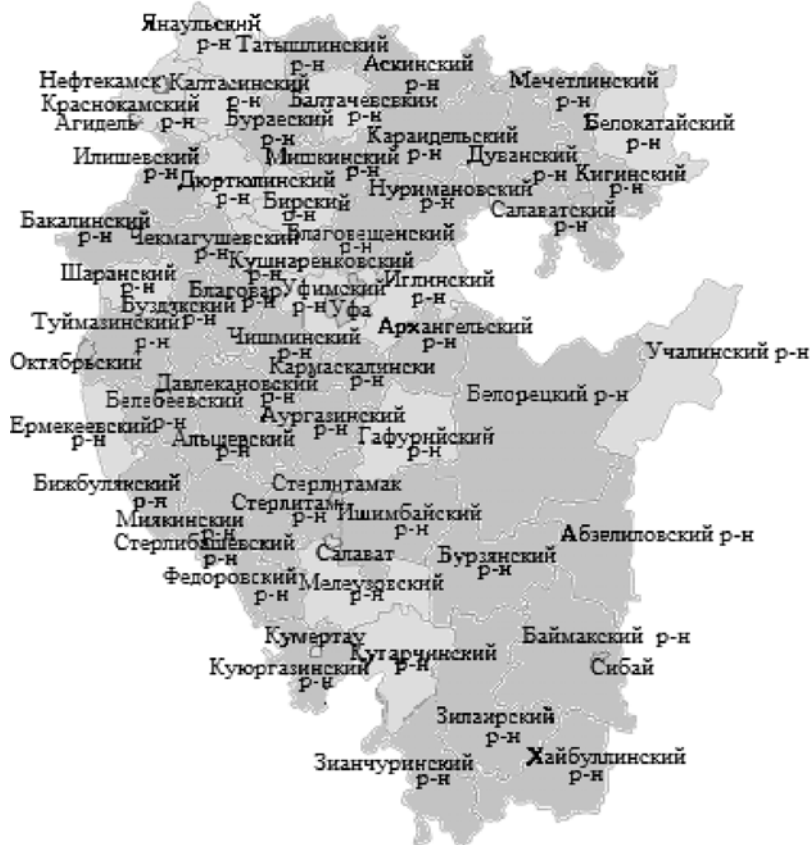 Янаульский
р-н Татышлинский
р-н
Аскинский
р-н
Мечетлинский
р-н
Нефтекамск
Калтасинский
р-н
Балтачевский
р-н
Краснокамский
р-н
Агидель
Бураевский
р-н
Белокатайский
р-н
Караидельский
р-н
Илишевский
р-н
Мишкинский
р-н
Дуванский
р-н
Кигинский
р-н
Дюртюлинский
р-н
Бирский
р-н
Нуримановский
р-н
Салаватский
р-н
Бакалинский
р-н
Чекмагушевский
р-н
Благовещенский
р-н
Кушнаренковский
р-н
Шаранский
р-н
Благовар
р-н
Уфимский
р-н
Иглинский
р-н
Буздякский
р-н
Уфа
Туймазинский
р-н
Чишминский
р-н
Архангельский
р-н
Учалинский р-н
Октябрьский
Кармаскалински
р-н
Давлекановский
р-н
Белебеевский
р-н
Белорецкий р-н
Ермекеевский
р-н
Аургазинский
р-н
Альшевский
р-н
Гафурийский
р-н
Бижбулякский
р-н
Стерлитамак
Стерлитам
р-н
Ишимбайский
р-н
Миякинский
р-н
Абзелиловский р-н
Стерлибашевский
р-н
Салават
Бурзянский
р-н
Федоровский
р-н
Мелеузовский
р-н
Кумертау
Баймакский р-н
Кугарчинский
р-н
Куюргазинский
р-н
Сибай
Зилаирский
р-н
Зианчуринский
р-н
Хайбуллинский
р-н